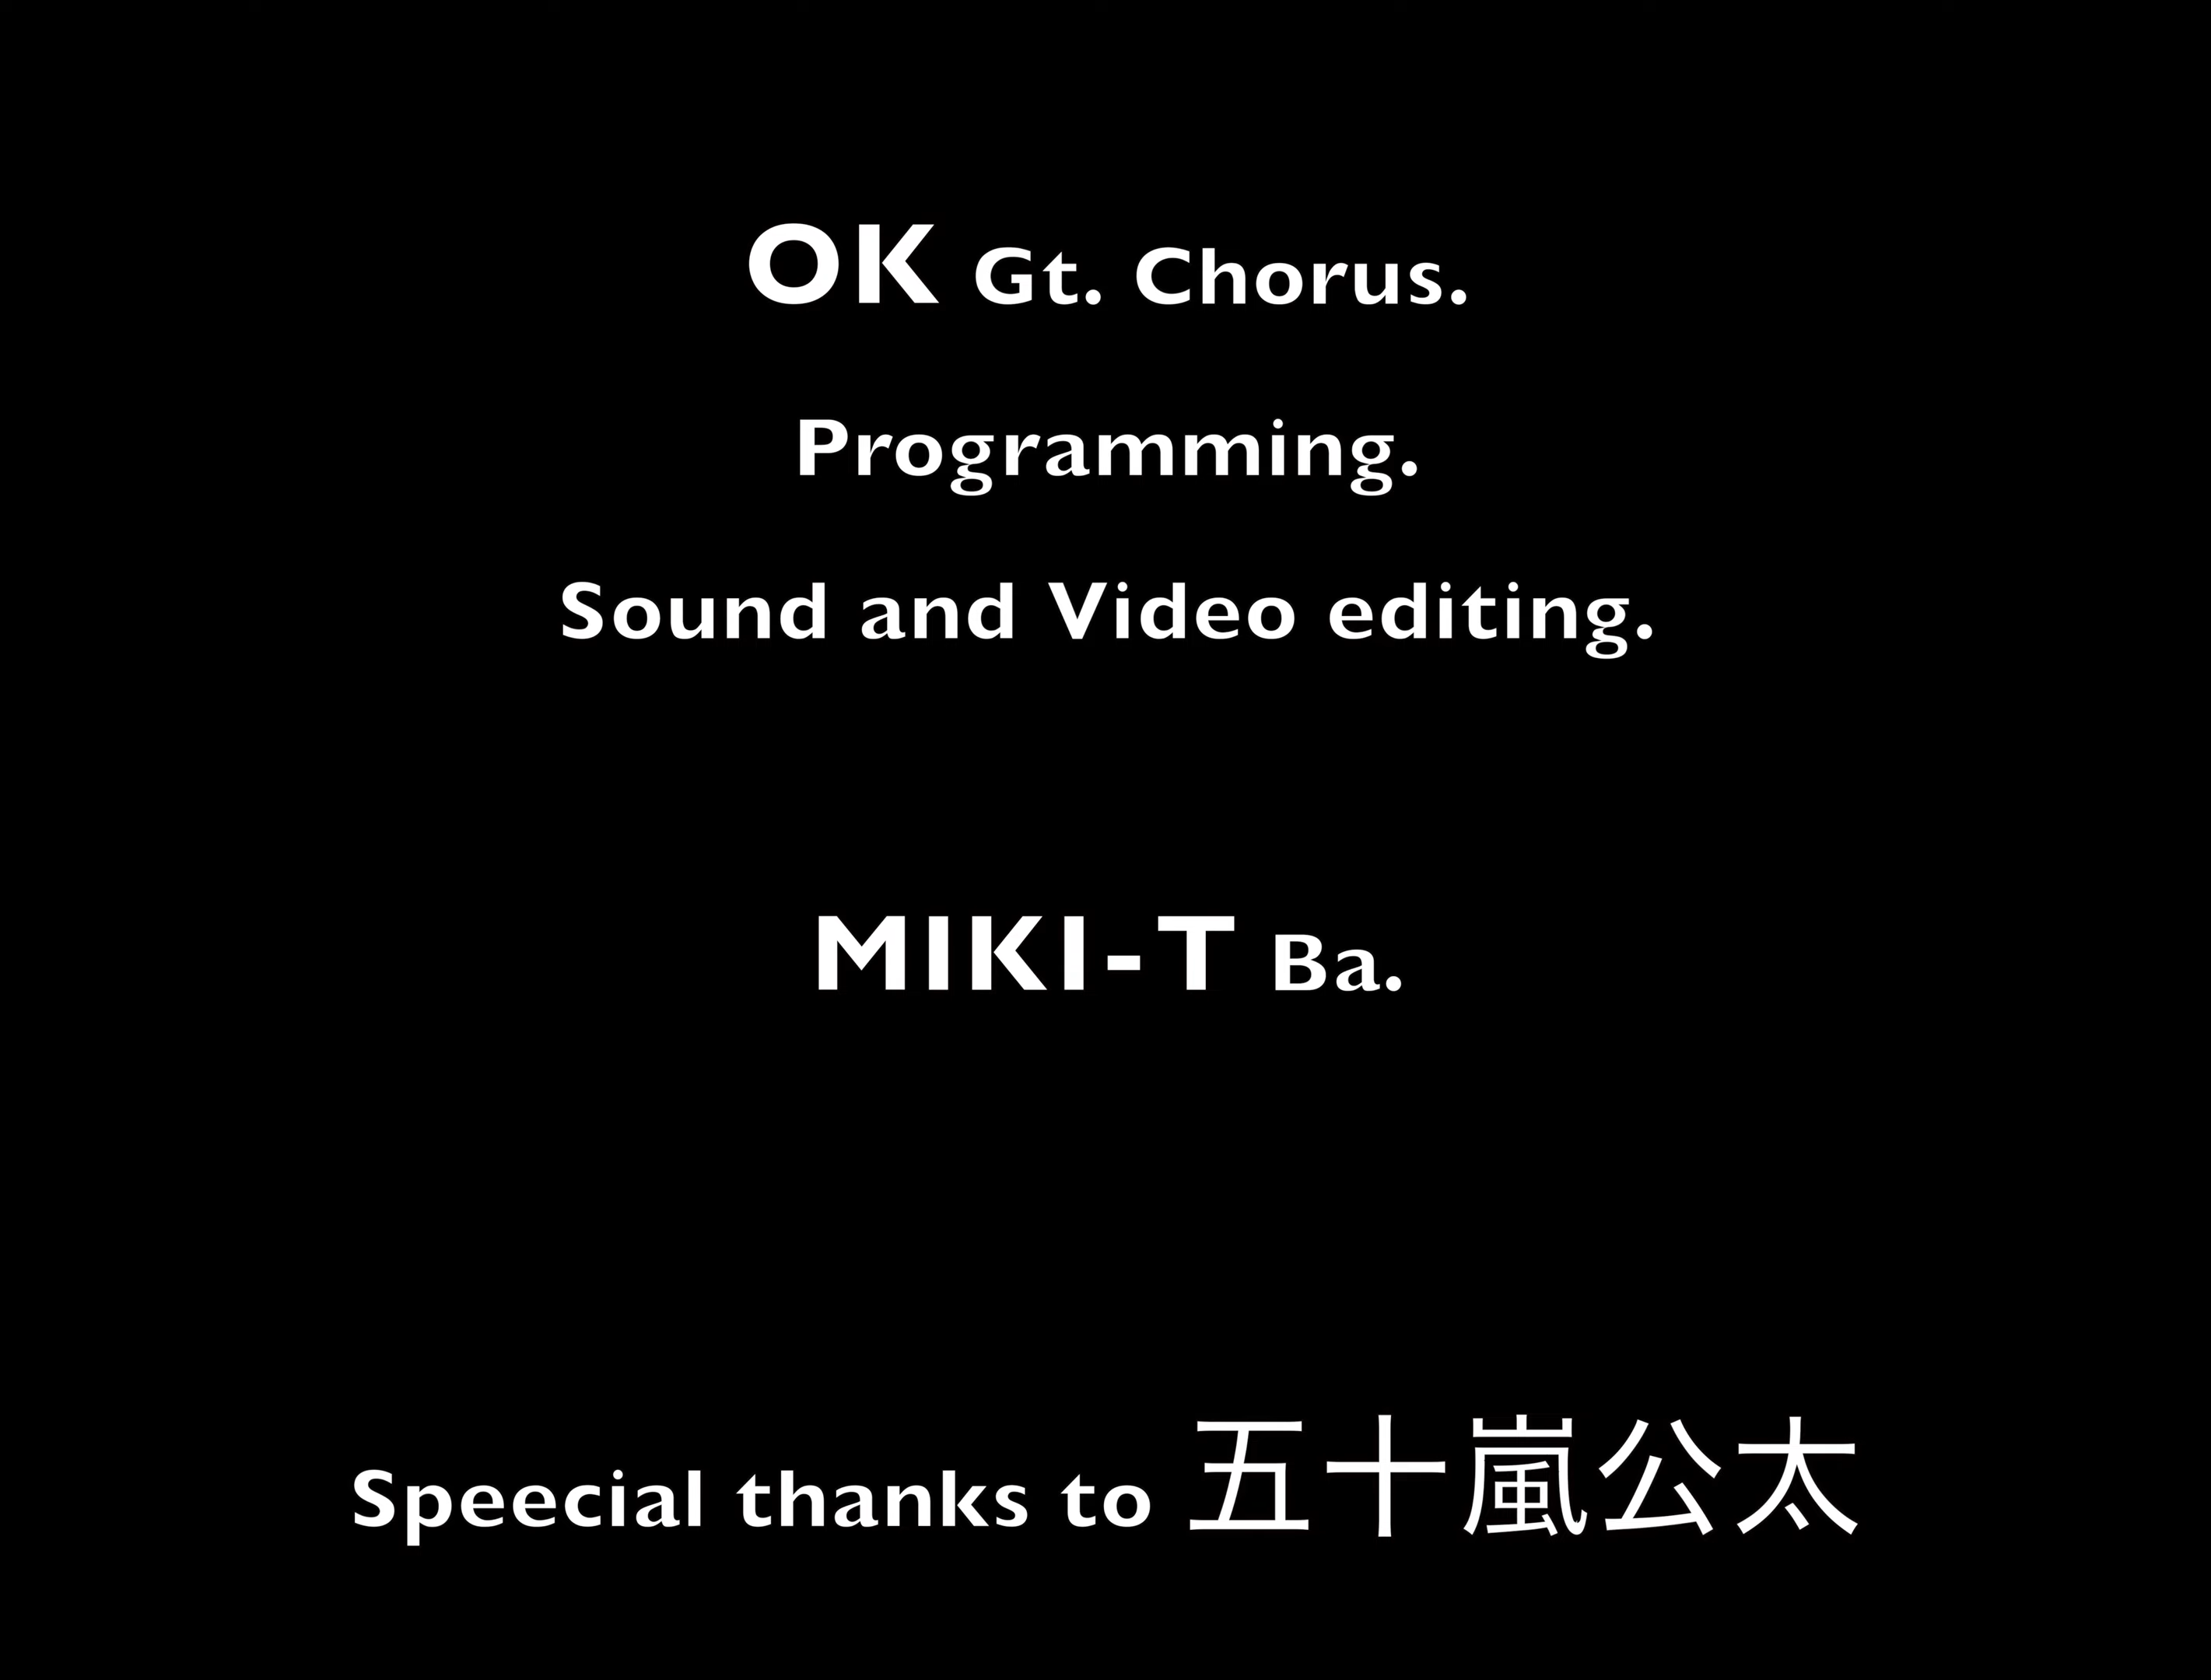 OK Gt. Chorus.
Programming.
Sound and Video editing.
MIKI-T Ba.
Speecial thanks to 五十嵐公太